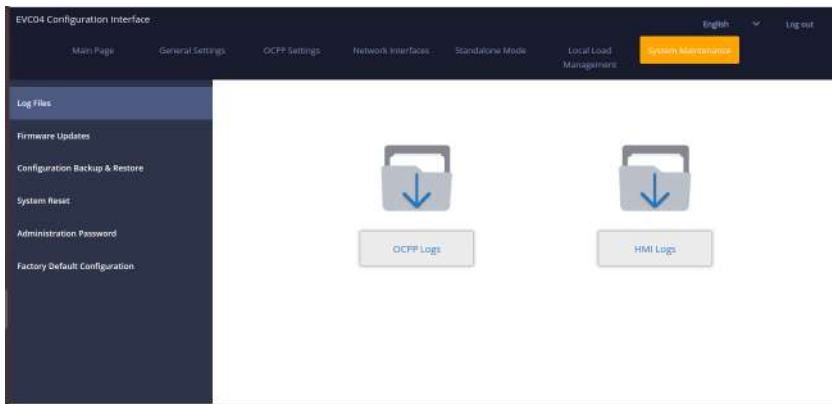 EVC04 Configuration Interface
English
Log out
Main Page
General Settings
OCPP Settings
Network Interfaces
Standalone Mode
Local Load
Management
System Maintenance
Log Files
Firmware Updates
Configuration Backup & Restore
System Reset
Administration Password
Factory Default Configuration
OCPP Logs
HMI Logs